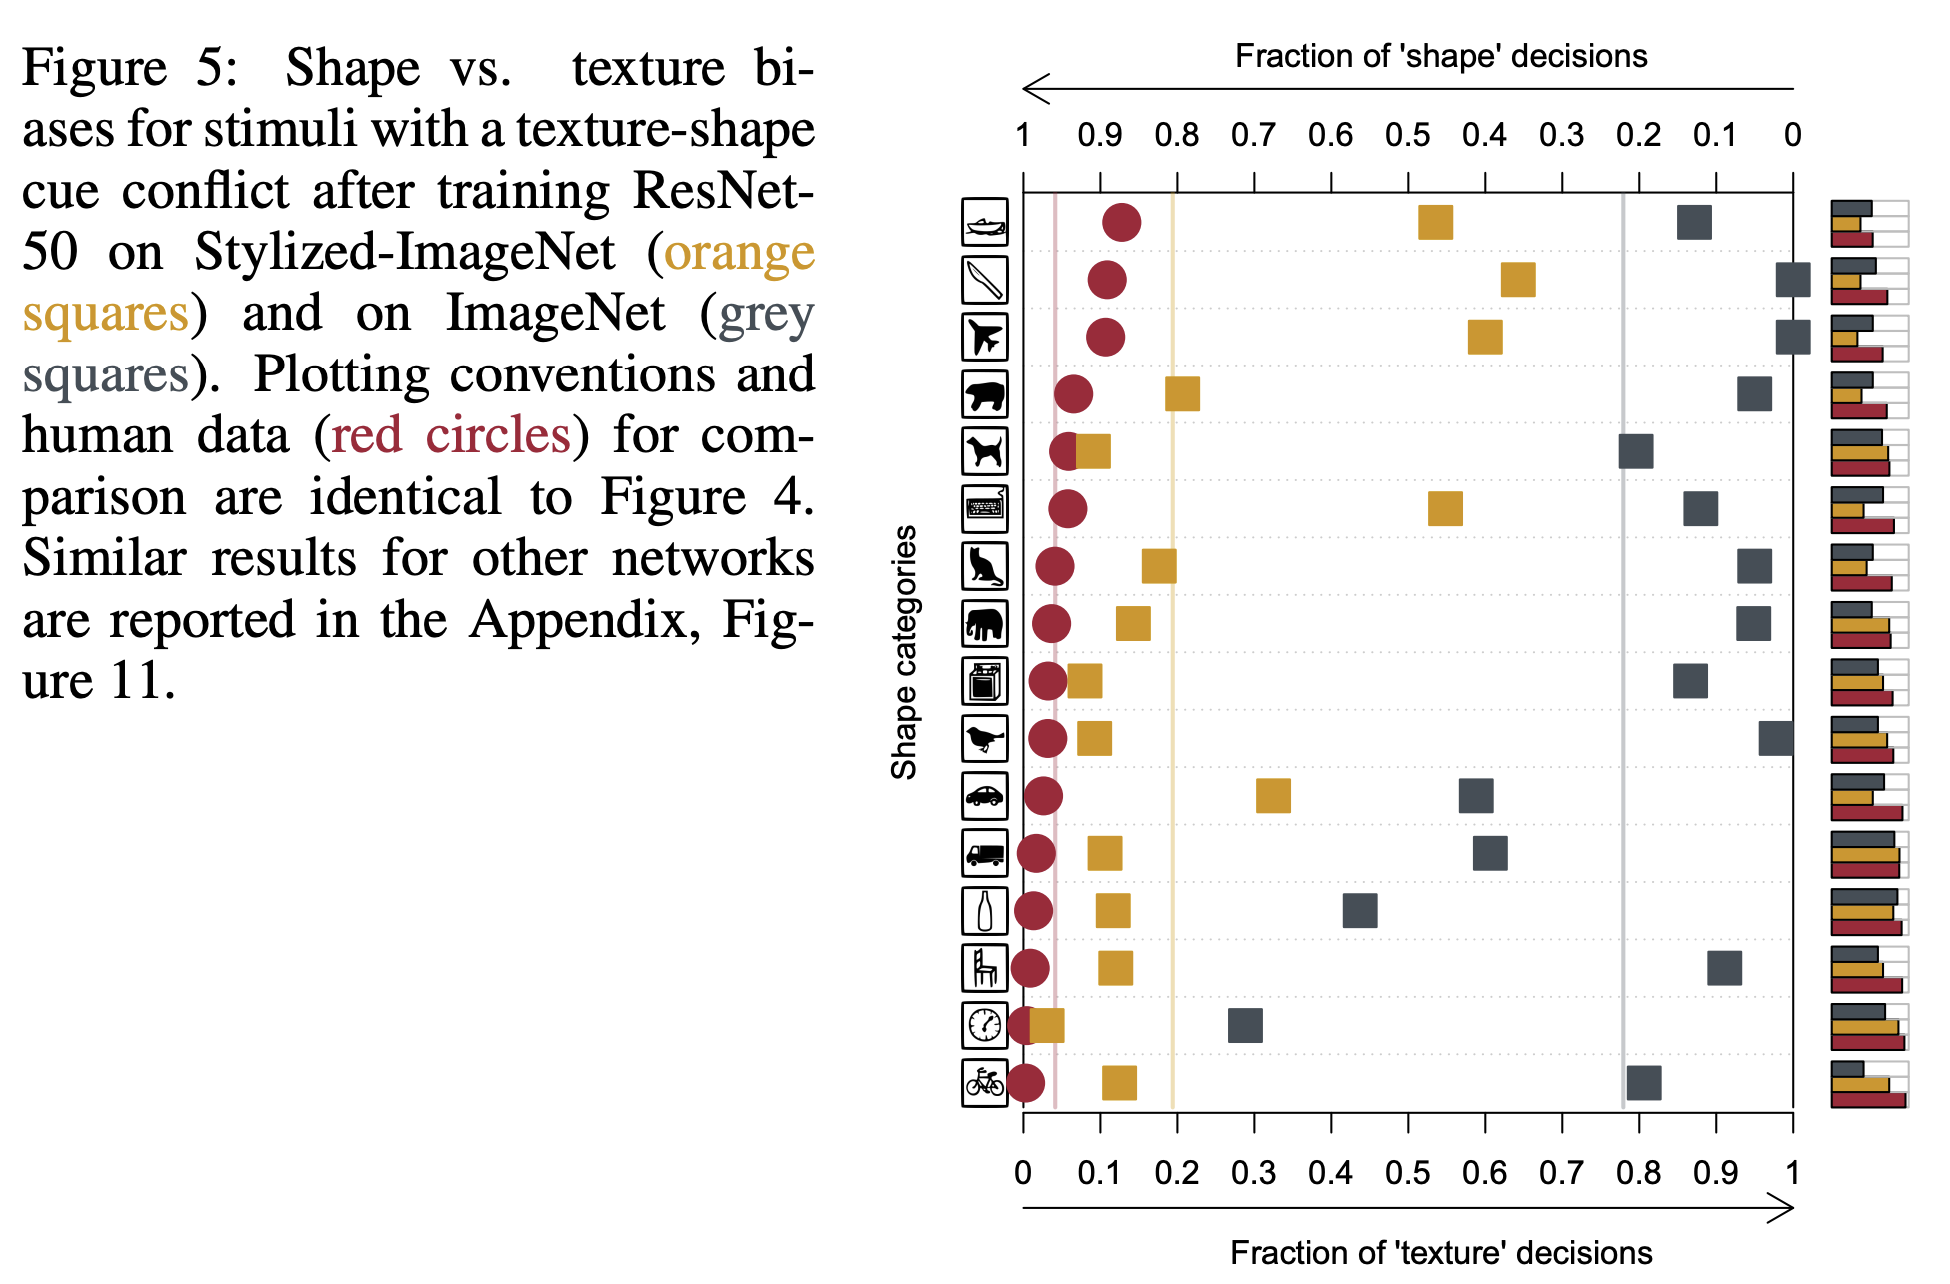 Figure 5: Shape vs. texture bi-
ases for stimuli with a texture-shape
cue conflict after training ResNet-
50 on Stylized-ImageNet (orange
squares) and on ImageNet (grey
squares). Plotting conventions and
human data (red circles) for com-
parison are identical to Figure 4.
Similar results for other networks
are reported in the Appendix, Fig-
ure 11.
Fraction of 'shape' decisions
1 0.9 0.8 0.7 0.6 0.5 0.4 0.3 0.2 0.1 0
Shape categories
0 0.1 0.2 0.3 0.4 0.5 0.6 0.7 0.8 0.9 1
Fraction of 'texture' decisions